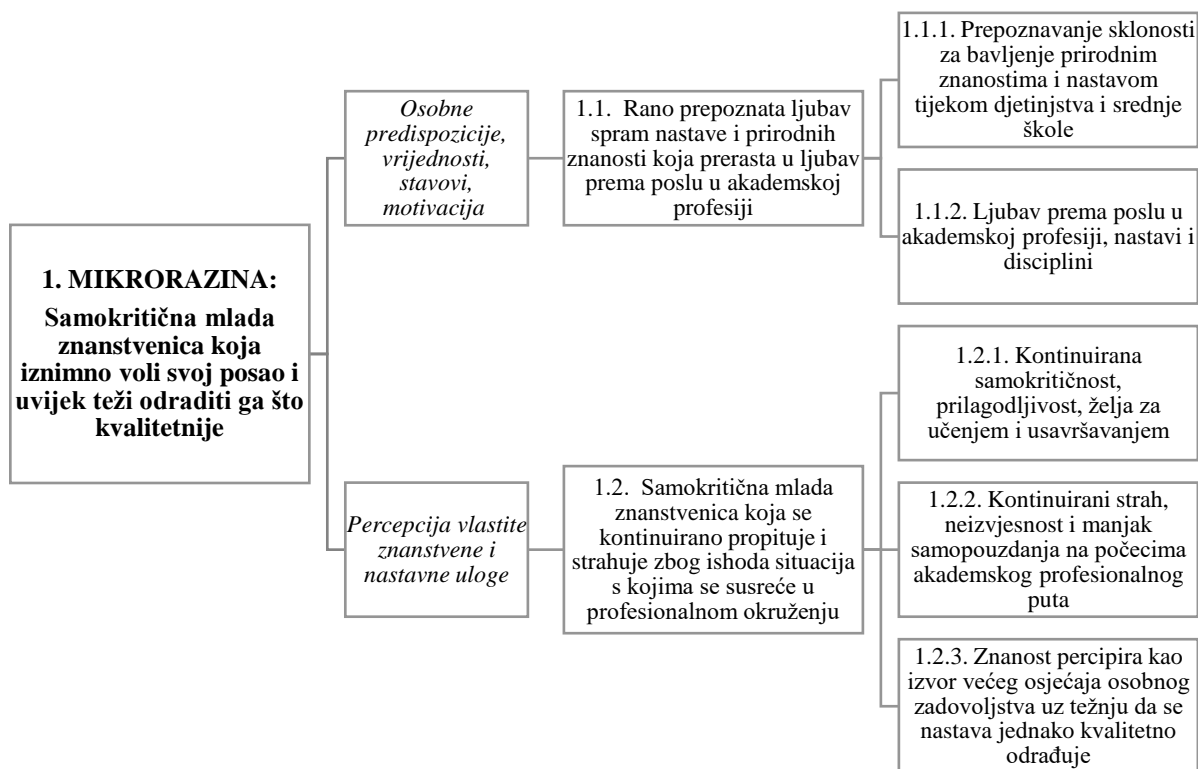 1. MIKRORAZINA:
Samokritična mlada
znanstvenica koja
iznimno voli svoj posao i
uvijek teži odraditi ga što
kvalitetnije
Osobne
predispozicije,
vrijednosti,
stavovi,
motivacija
1.1.  Rano prepoznata ljubav
spram nastave i prirodnih
znanosti koja prerasta u ljubav
prema poslu u akademskoj
profesiji
1.1.1. Prepoznavanje sklonosti
za bavljenje prirodnim
znanostima i nastavom
tijekom djetinjstva i srednje
škole
1.1.2. Ljubav prema poslu u
akademskoj profesiji, nastavi i
disciplini
Percepcija vlastite
znanstvene i
nastavne uloge
1.2.  Samokritična mlada
znanstvenica koja se
kontinuirano propituje i
strahuje zbog ishoda situacija
s kojima se susreće u
profesionalnom okruženju
1.2.1. Kontinuirana
samokritičnost,
prilagodljivost, želja za
učenjem i usavršavanjem
1.2.2. Kontinuirani strah,
neizvjesnost i manjak
samopouzdanja na počecima
akademskog profesionalnog
puta
1.2.3. Znanost percipira kao
izvor većeg osjećaja osobnog
zadovoljstva uz težnju da se
nastava jednako kvalitetno
odrađuje